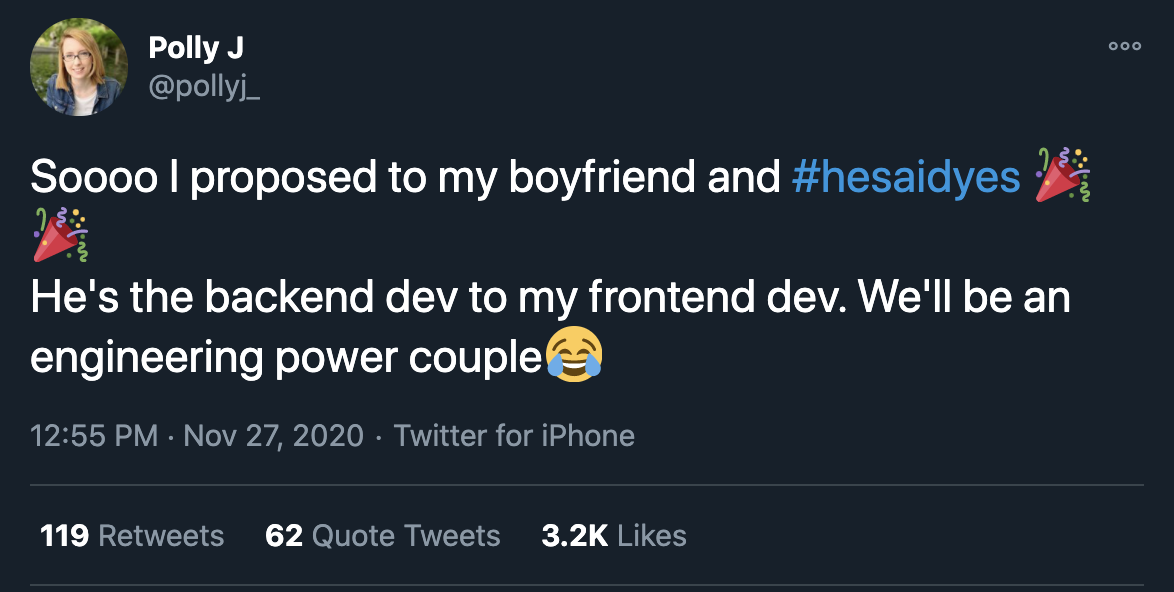 Polly J
@pollyj_
Soooo I proposed to my boyfriend and #hesaidyes 🎉
🎉
He's the backend dev to my frontend dev. We'll be an
engineering power couple😂
12:55 PM · Nov 27, 2020 · Twitter for iPhone
119 Retweets 62 Quote Tweets 3.2K Likes